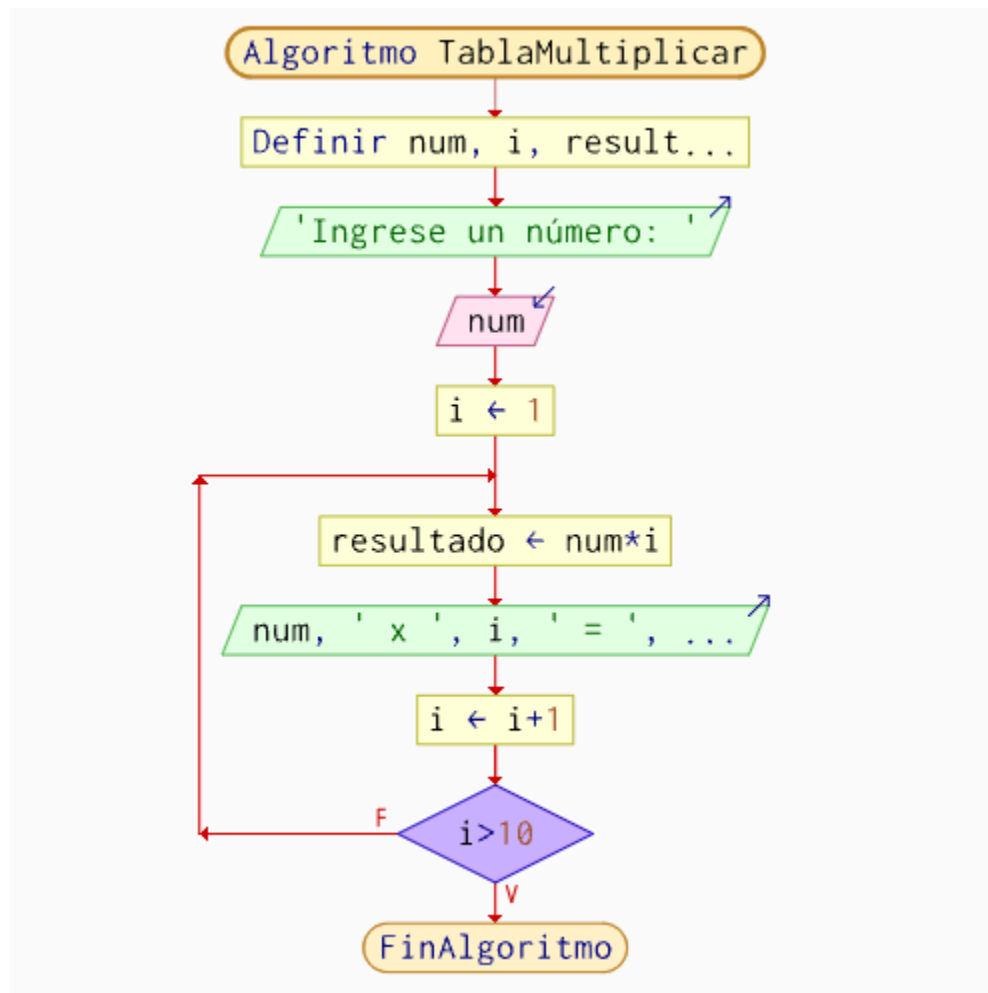 Algoritmo TablaMultiplicar
Definir num, i, result...
'Ingrese un número: '
num
i ← 1
resultado ← num*i
num, ' x ', i, ' = ', ...
i ← i+1
F
i>10
V
FinAlgoritmo